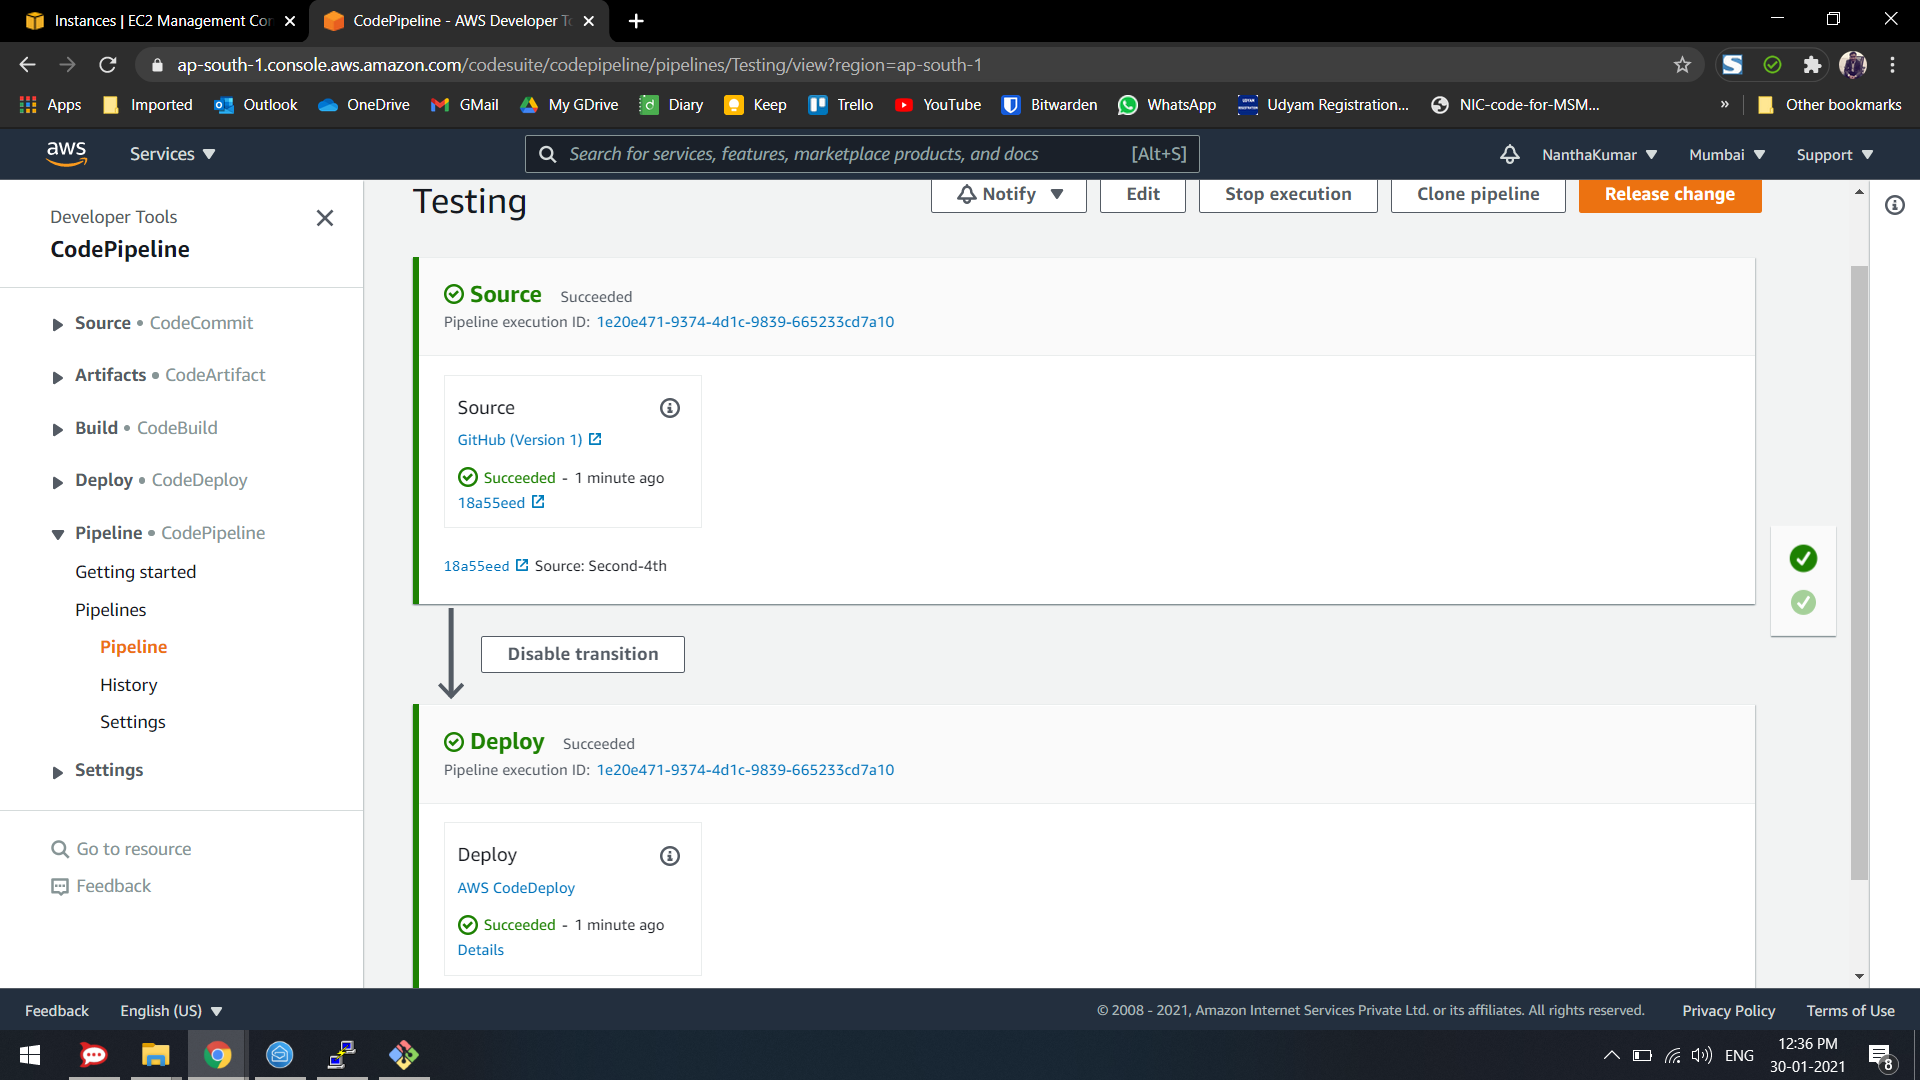 Instances | EC2 Management Con
CodePipeline - AWS Developer To
ap-south-1.console.aws.amazon.com/codesuite/codepipeline/pipelines/Testing/view?region=ap-south-1
Apps
Imported
Outlook
OneDrive
GMail
My GDrive
Diary
Keep
Trello
YouTube
Bitwarden
WhatsApp
Udyam Registration...
NIC-code-for-MSM...
»
Other bookmarks
aws
Services
Search for services, features, marketplace products, and docs
[Alt+S]
NanthaKumar
Mumbai
Support
Developer Tools
CodePipeline
Source • CodeCommit
Artifacts • CodeArtifact
Build • CodeBuild
Deploy • CodeDeploy
Pipeline • CodePipeline
Getting started
Pipelines
Pipeline
History
Settings
Settings
Go to resource
Feedback
Testing
Notify
Edit
Stop execution
Clone pipeline
Release change
Source Succeeded
Pipeline execution ID: 1e20e471-9374-4d1c-9839-665233cd7a10
Source
GitHub (Version 1)
Succeeded - 1 minute ago
18a55eed
18a55eed Source: Second-4th
Disable transition
Deploy Succeeded
Pipeline execution ID: 1e20e471-9374-4d1c-9839-665233cd7a10
Deploy
AWS CodeDeploy
Succeeded - 1 minute ago
Details
Feedback
English (US)
© 2008 - 2021, Amazon Internet Services Private Ltd. or its affiliates. All rights reserved.
Privacy Policy
Terms of Use
ENG
12:36 PM
30-01-2021
8